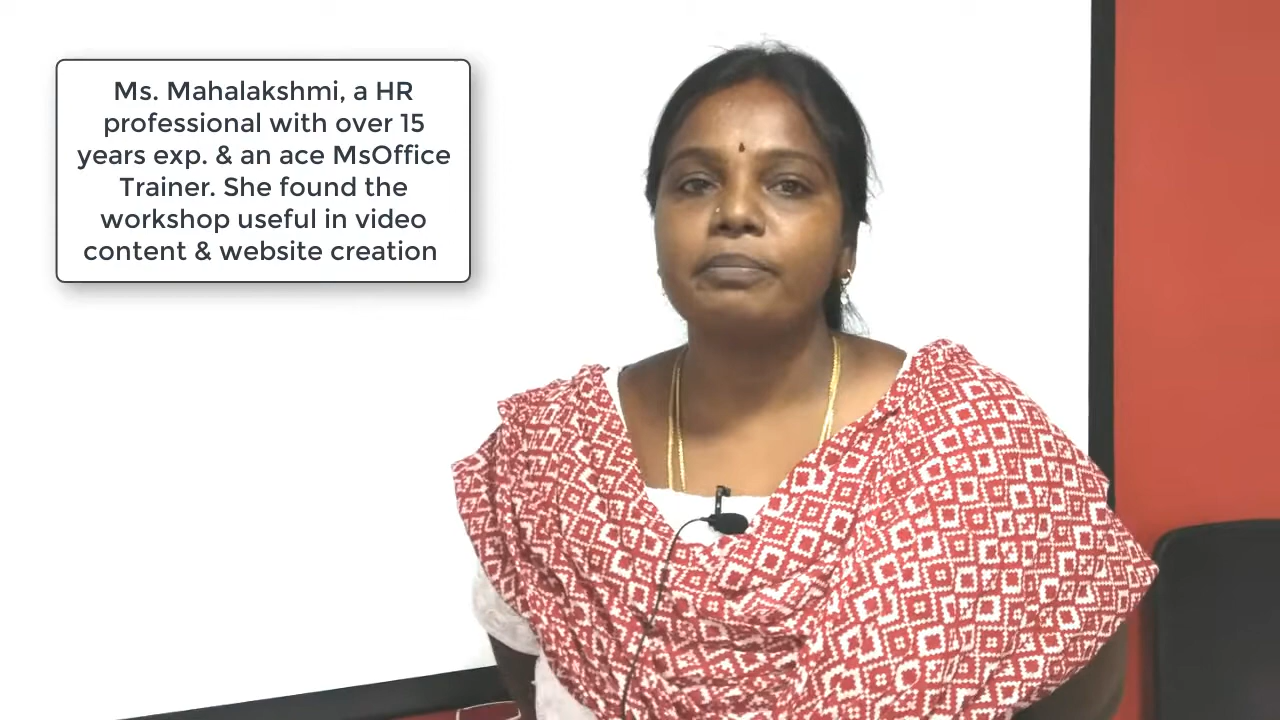 Ms. Mahalakshmi, a HR
professional with over 15
years exp. & an ace MsOffice
Trainer. She found the
workshop useful in video
content & website creation